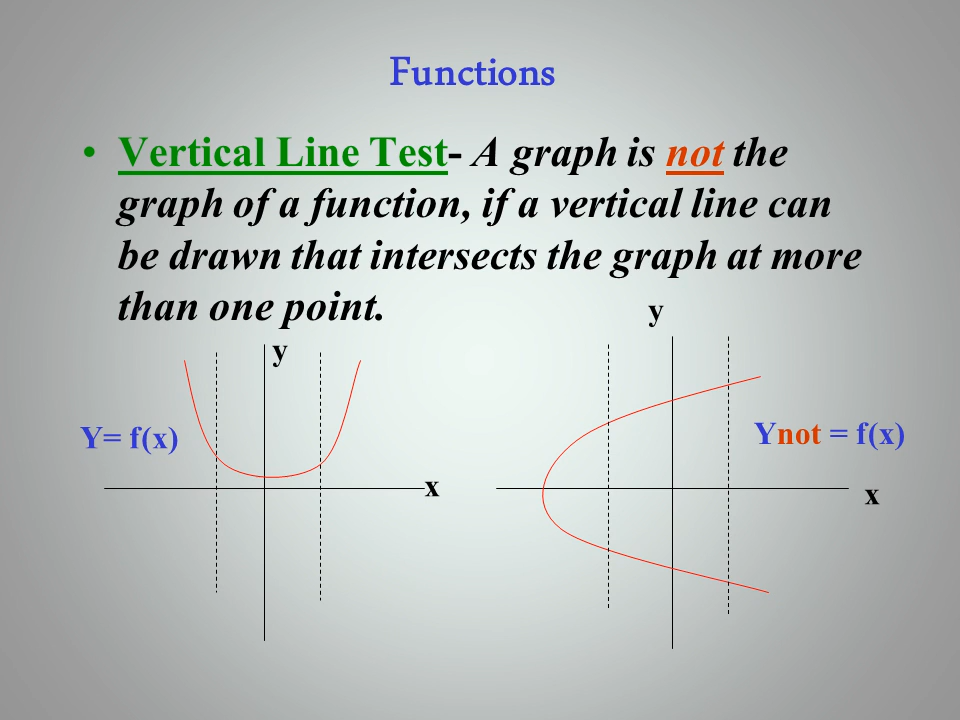 Functions
• Vertical Line Test- A graph is not the
graph of a function, if a vertical line can
be drawn that intersects the graph at more
than one point.
y
y
Y= f(x)
Ynot = f(x)
x
x